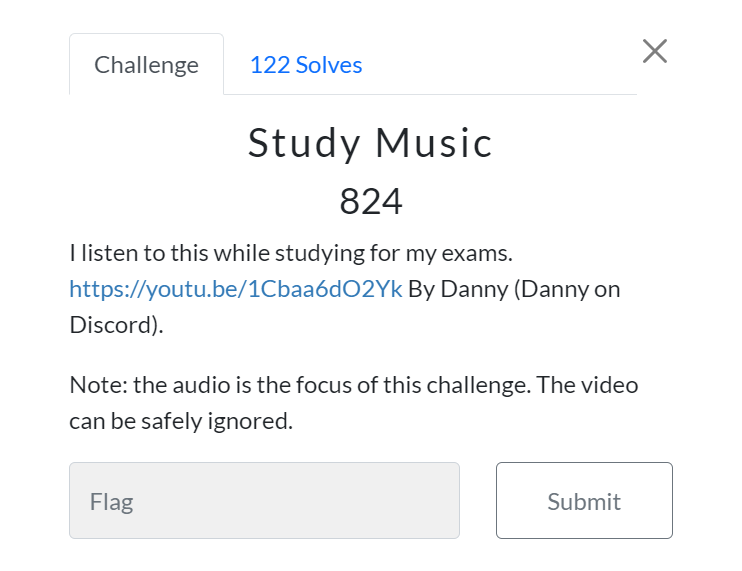 Challenge
122 Solves
Study Music
824
I listen to this while studying for my exams.
https://youtu.be/1Cbaa6dO2Yk By Danny (Danny on
Discord).
Note: the audio is the focus of this challenge. The video
can be safely ignored.
Flag
Submit